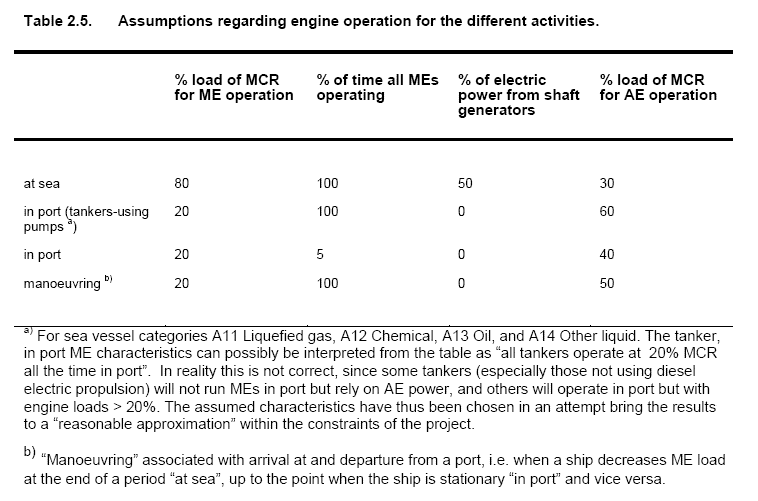 Table 2.5. Assumptions regarding engine operation for the different activities.
% load of MCR for ME operation % of time all MEs operating % of electric power from shaft generators % load of MCR for AE operation
at sea 80 100 50 30
in port (tankers-using pumps a) 20 100 0 60
in port 20 5 0 40
manoeuvring b) 20 100 0 50
a) For sea vessel categories A11 Liquefied gas, A12 Chemical, A13 Oil, and A14 Other liquid. The tanker,
in port ME characteristics can possibly be interpreted from the table as “all tankers operate at 20% MCR
all the time in port”. In reality this is not correct, since some tankers (especially those not using diesel
electric propulsion) will not run MEs in port but rely on AE power, and others will operate in port but with
engine loads > 20%. The assumed characteristics have thus been chosen in an attempt bring the results
to a “reasonable approximation” within the constraints of the project.
b) “Manoeuvring” associated with arrival at and departure from a port, i.e. when a ship decreases ME load
at the end of a period “at sea”, up to the point when the ship is stationary “in port” and vice versa.